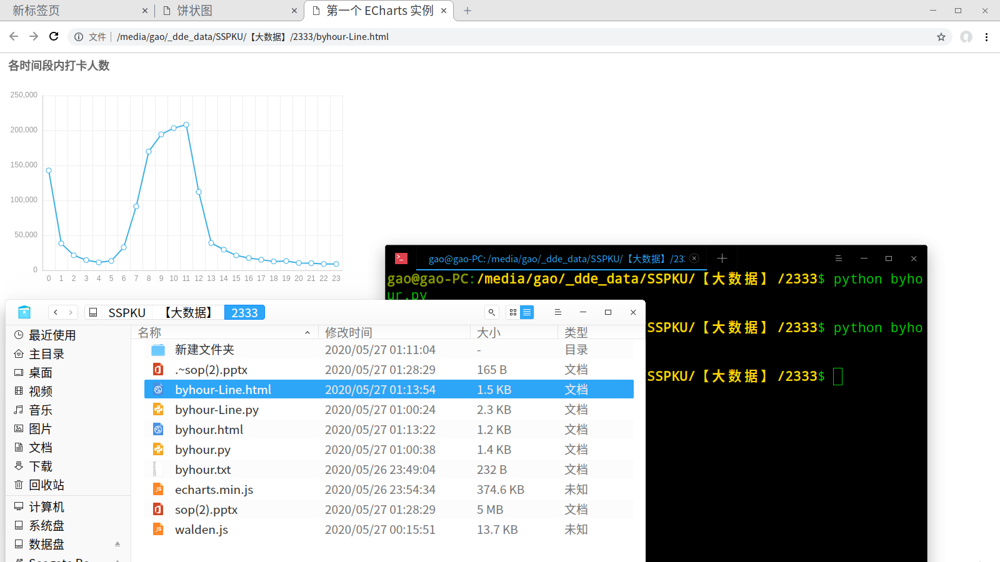 新标签页
饼状图
第一个 ECharts 实例
文件
/media/gao/_dde_data/SSPKU/【大数据】/2333/byhour-Line.html
各时间段内打卡人数
250,000
200,000
150,000
100,000
50,000
0
0 1 2 3 4 5 6 7 8 9 10 11 12 13 14 15 16 17 18 19 20 21 22 23
gao@gao-PC: /media/gao/_dde_data/SSPKU/【大数据】/23
gao@gao-PC:/media/gao/_dde_data/SSPKU/【大数据】/2333$ python byho
ur.py
SSPKU/【大数据】/2333$ python byho
SSPKU/【大数据】/2333$
SSPKU 【大数据】 2333
最近使用
主目录
桌面
视频
音乐
图片
文档
下载
回收站
计算机
系统盘
数据盘
名称 修改时间 大小 类型
新建文件夹 2020/05/27 01:11:04 - 目录
.~sop(2).pptx 2020/05/27 01:28:29 165 B 文档
byhour-Line.html 2020/05/27 01:13:54 1.5 KB 文档
byhour-Line.py 2020/05/27 01:00:24 2.3 KB 文档
byhour.html 2020/05/27 01:13:22 1.2 KB 文档
byhour.py 2020/05/27 01:00:38 1.4 KB 文档
byhour.txt 2020/05/26 23:49:04 232 B 文档
echarts.min.js 2020/05/26 23:54:34 374.6 KB 未知
sop(2).pptx 2020/05/27 01:28:29 5 MB 文档
walden.js 2020/05/27 00:15:51 13.7 KB 未知